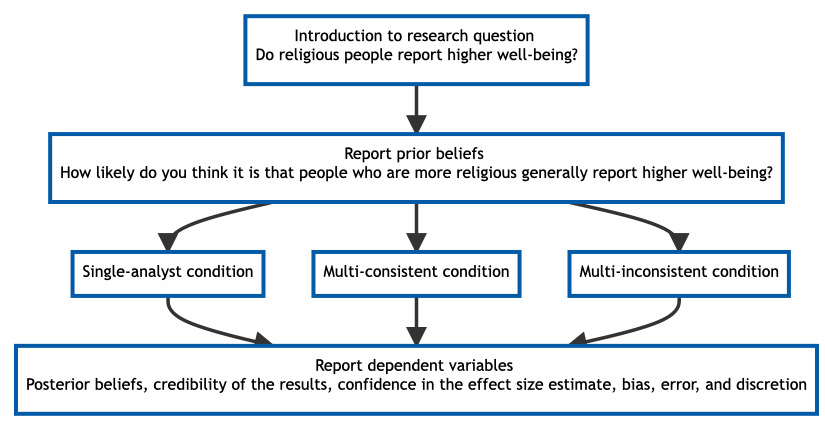 Introduction to research question
Do religious people report higher well-being?
Report prior beliefs
How likely do you think it is that people who are more religious generally report higher well-being?
Single-analyst condition
Multi-consistent condition
Multi-inconsistent condition
Report dependent variables
Posterior beliefs, credibility of the results, confidence in the effect size estimate, bias, error, and discretion